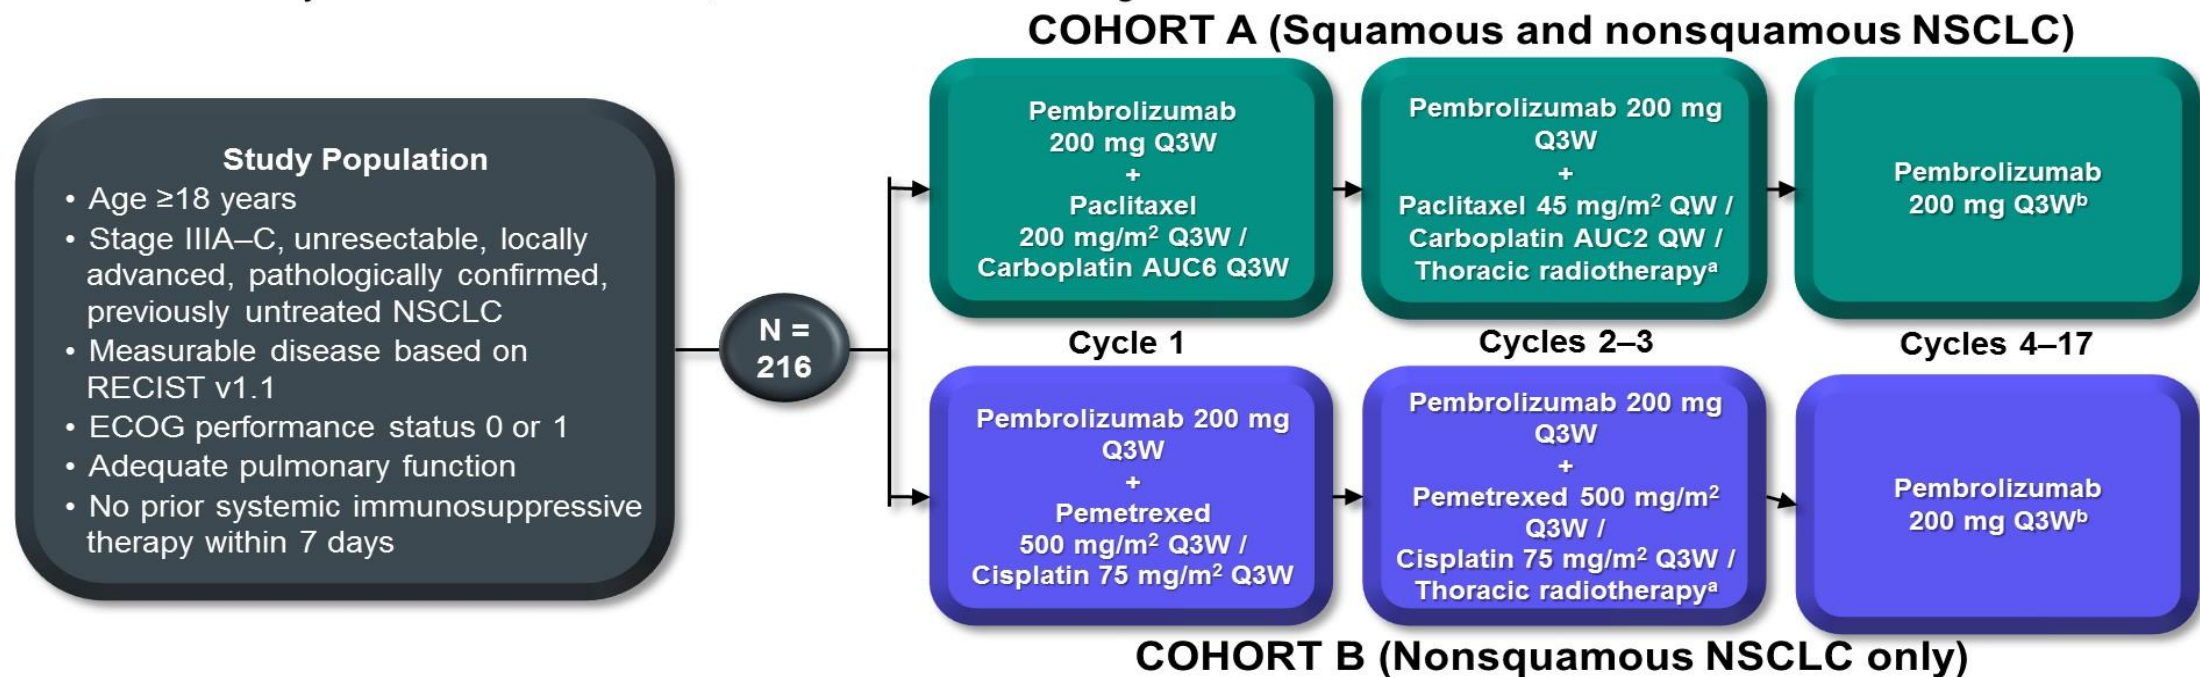 COHORT A (Squamous and nonsquamous NSCLC)
Study Population
• Age ≥18 years
• Stage IIIA–C, unresectable, locally
advanced, pathologically confirmed,
previously untreated NSCLC
• Measurable disease based on
RECIST v1.1
• ECOG performance status 0 or 1
• Adequate pulmonary function
• No prior systemic immunosuppressive
therapy within 7 days
N =
216
Pembrolizumab
200 mg Q3W
+
Paclitaxel
200 mg/m² Q3W /
Carboplatin AUC6 Q3W
Pembrolizumab 200 mg
Q3W
+
Paclitaxel 45 mg/m² QW /
Carboplatin AUC2 QW /
Thoracic radiotherapyᵃ
Pembrolizumab
200 mg Q3Wᵇ
Cycle 1
Cycles 2–3
Cycles 4–17
Pembrolizumab 200 mg
Q3W
+
Pemetrexed
500 mg/m² Q3W /
Cisplatin 75 mg/m² Q3W
Pembrolizumab 200 mg
Q3W
+
Pemetrexed 500 mg/m²
Q3W /
Cisplatin 75 mg/m² Q3W /
Thoracic radiotherapyᵃ
Pembrolizumab
200 mg Q3Wᵇ
COHORT B (Nonsquamous NSCLC only)